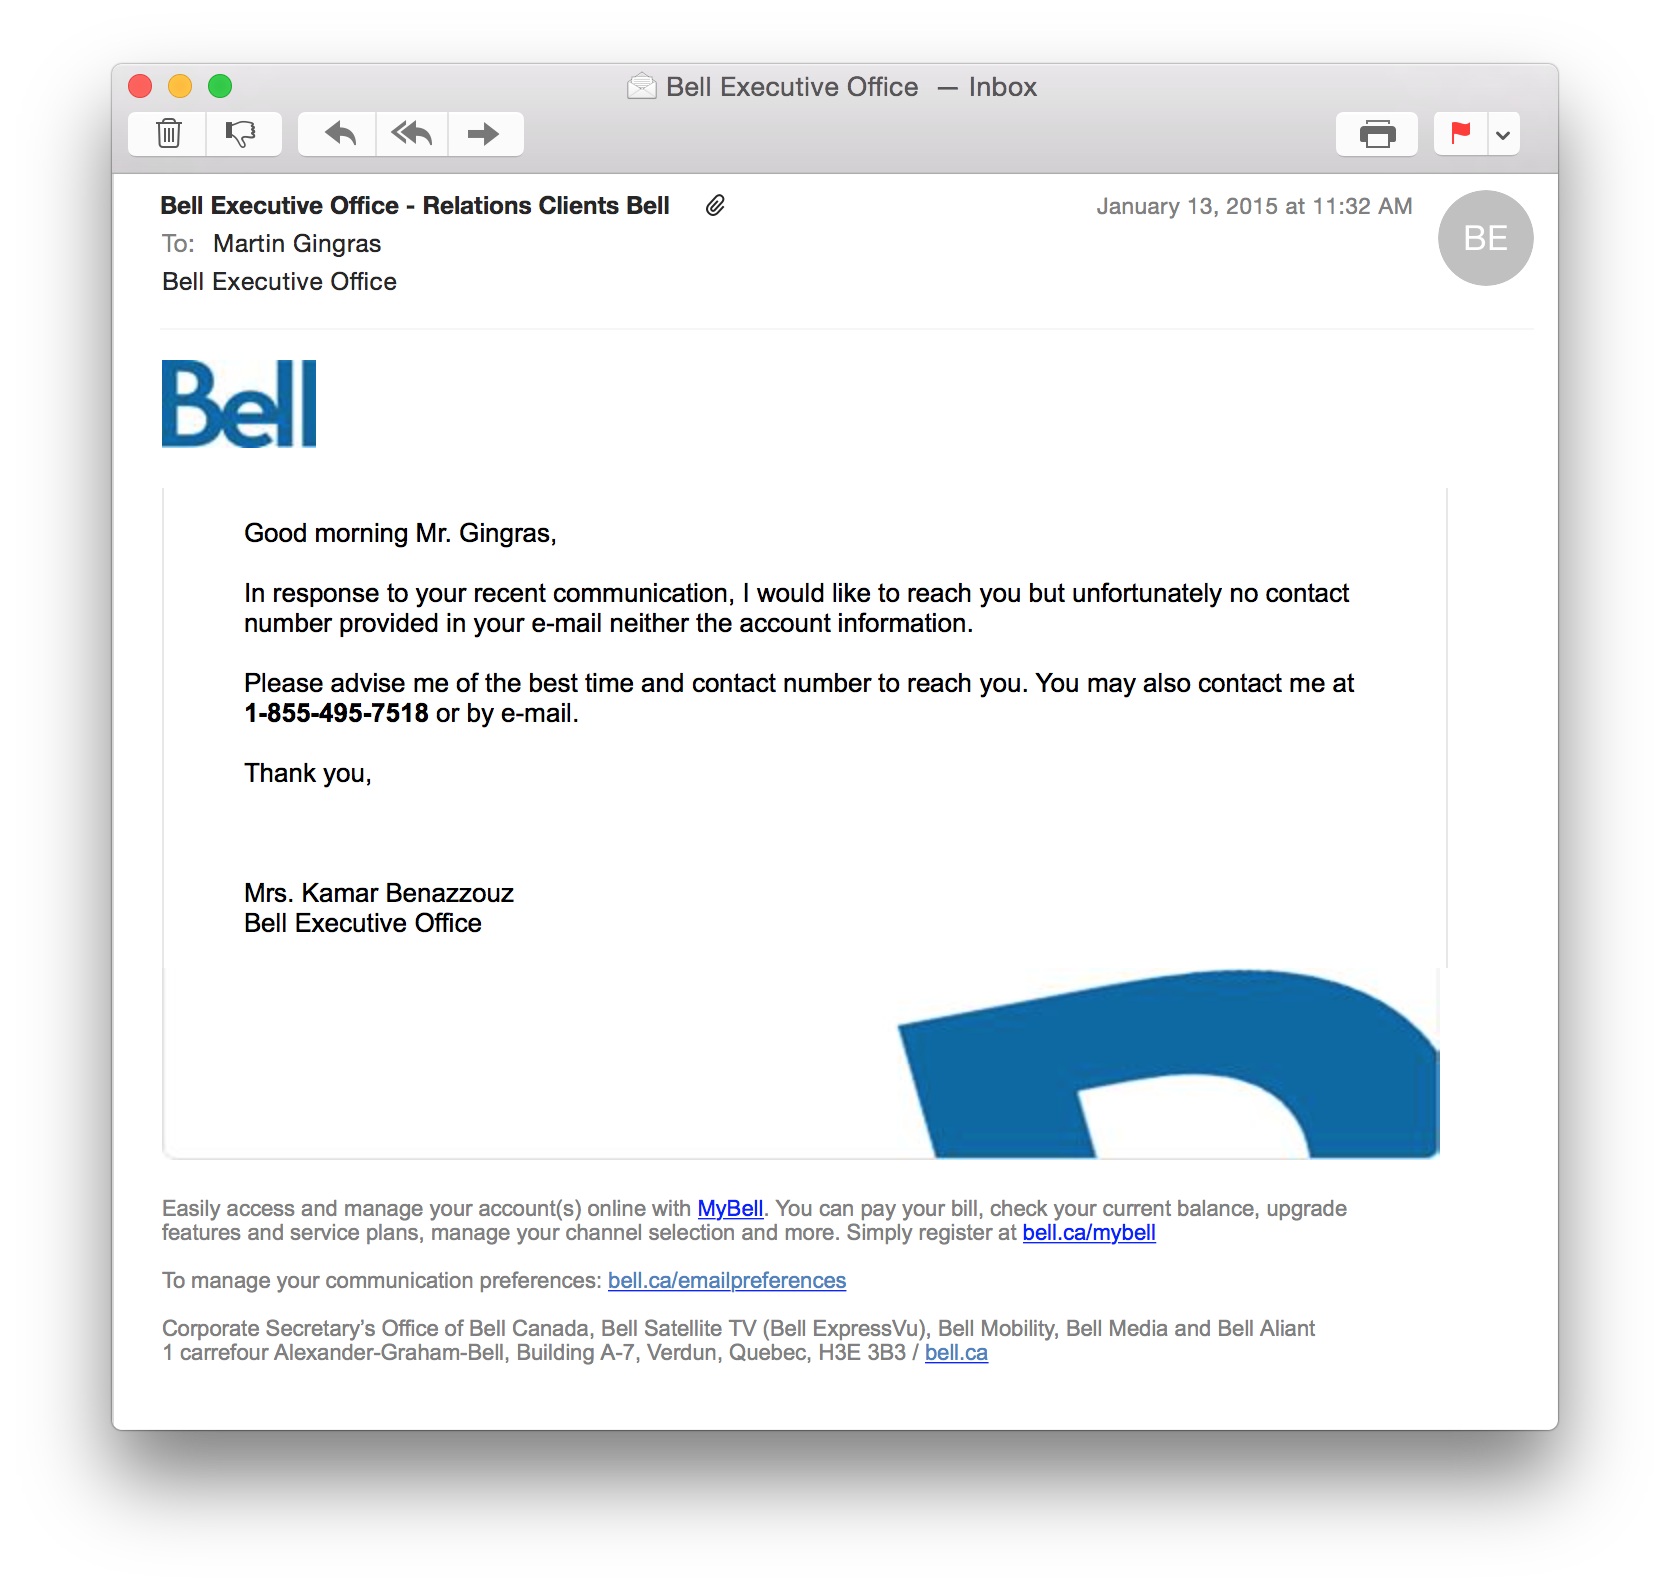 Bell Executive Office — Inbox
Bell Executive Office - Relations Clients Bell
January 13, 2015 at 11:32 AM
BE
To: Martin Gingras
Bell Executive Office
Bell
Good morning Mr. Gingras,
In response to your recent communication, I would like to reach you but unfortunately no contact
number provided in your e-mail neither the account information.
Please advise me of the best time and contact number to reach you. You may also contact me at
1-855-495-7518 or by e-mail.
Thank you,
Mrs. Kamar Benazzouz
Bell Executive Office
Easily access and manage your account(s) online with MyBell. You can pay your bill, check your current balance, upgrade
features and service plans, manage your channel selection and more. Simply register at bell.ca/mybell
To manage your communication preferences: bell.ca/emailpreferences
Corporate Secretary’s Office of Bell Canada, Bell Satellite TV (Bell ExpressVu), Bell Mobility, Bell Media and Bell Aliant
1 carrefour Alexander-Graham-Bell, Building A-7, Verdun, Quebec, H3E 3B3 / bell.ca